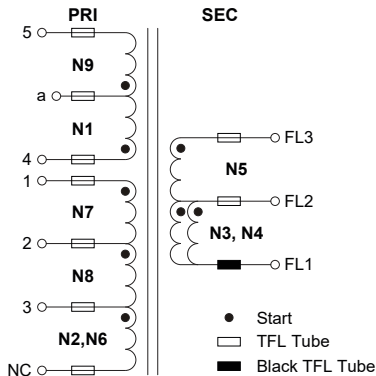 PRI
SEC
5
N9
a
N1
4
1
N7
2
N8
3
N2,N6
NC
FL3
N5
FL2
N3, N4
FL1
Start
TFL Tube
Black TFL Tube